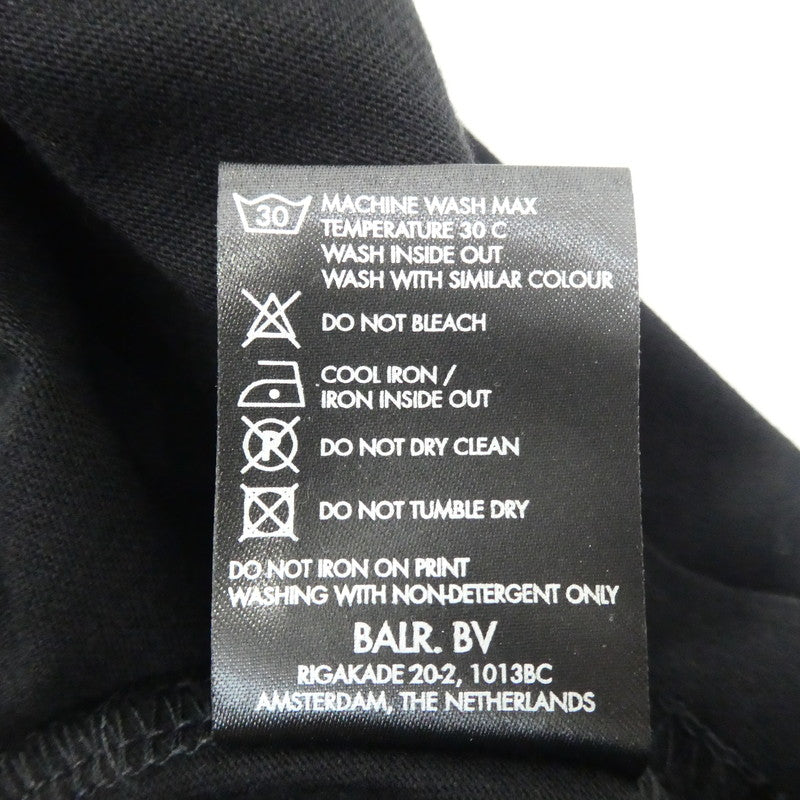 30 MACHINE WASH MAX
TEMPERATURE 30 C
WASH INSIDE OUT
WASH WITH SIMILAR COLOUR
DO NOT BLEACH
COOL IRON /
IRON INSIDE OUT
R DO NOT DRY CLEAN
DO NOT TUMBLE DRY
DO NOT IRON ON PRINT
WASHING WITH NON-DETERGENT ONLY
BALR. BV
RIGAKADE 20-2, 1013BC
AMSTERDAM, THE NETHERLANDS